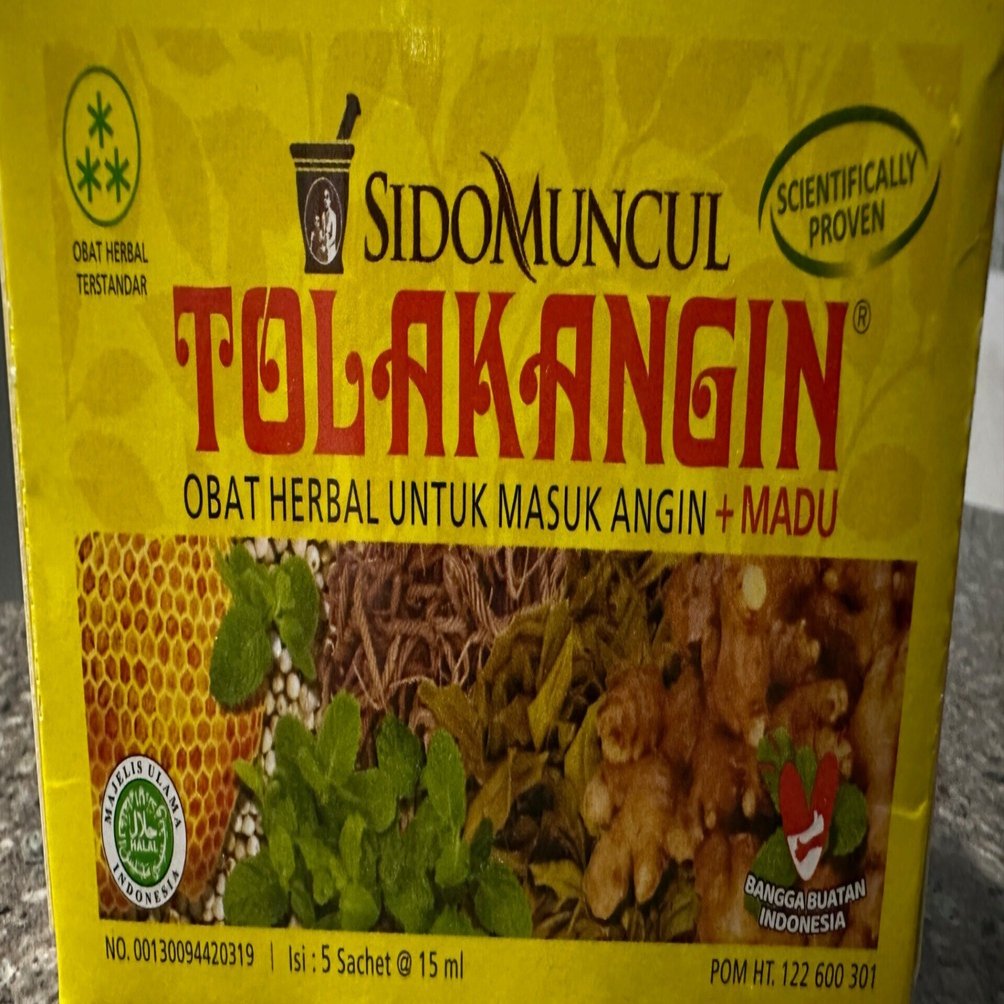 OBAT HERBAL
TERSTANDAR
SIDOMUNCUL
SCIENTIFICALLY
PROVEN
TOLAKANGIN®
OBAT HERBAL UNTUK MASUK ANGIN + MADU
MAJELIS ULAMA
HALAL
INDONESIA
BANGGA BUATAN
INDONESIA
NO. 00130094420319 | Isi : 5 Sachet @ 15 ml
POM HT. 122 600 301